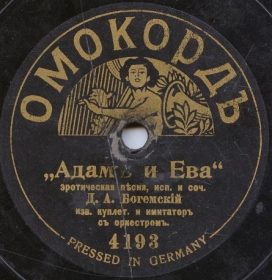 ОМОКОРДЪ
„Адамъ и Ева“
эротическая пѣсня, исп. и соч.
Д. А. Богемскій
изв. куплет. и имитаторъ
съ оркестромъ.
4193
PRESSED IN GERMANY